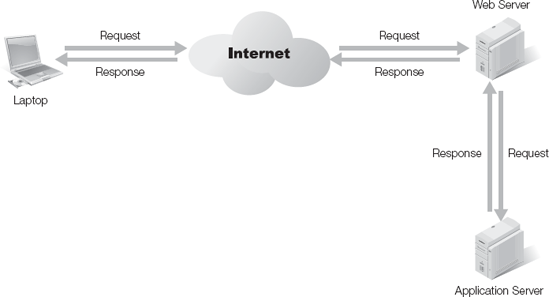 Web Server
Request
Request
Internet
Response
Response
Laptop
Response
Request
Application Server